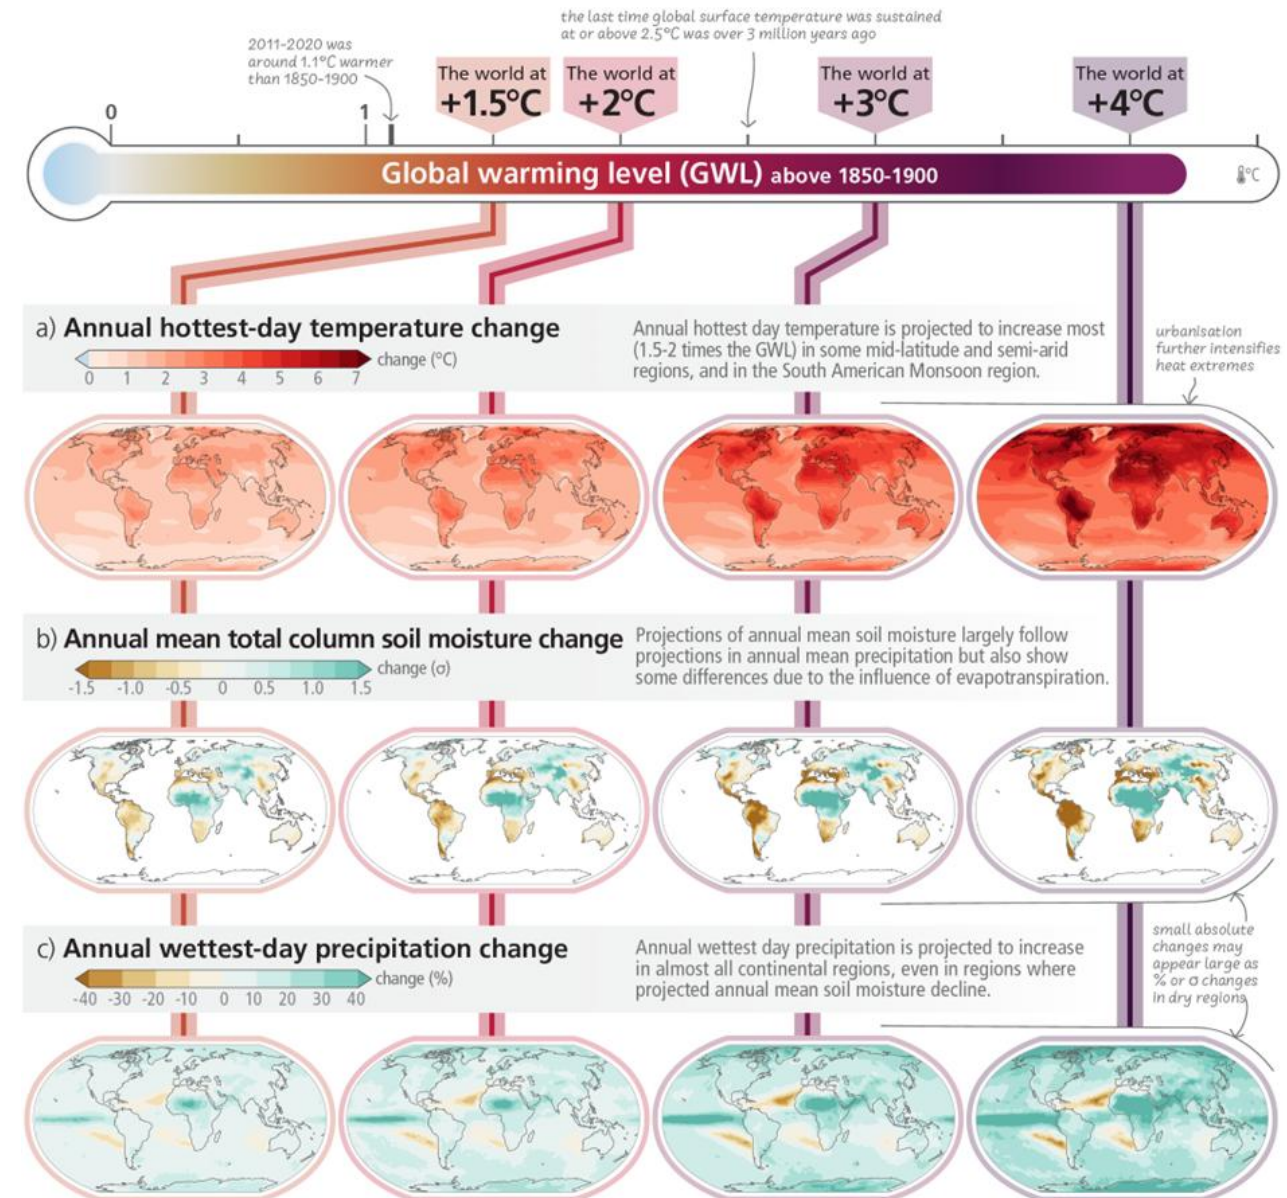 the last time global surface temperature was sustained
at or above 2.5°C was over 3 million years ago
2011-2020 was
around 1.1°C warmer
than 1850-1900
The world at
+1.5°C
The world at
+2°C
The world at
+3°C
The world at
+4°C
0
1
Global warming level (GWL) above 1850-1900
°C
a) Annual hottest-day temperature change
change (°C)
0 1 2 3 4 5 6 7
Annual hottest day temperature is projected to increase most
(1.5-2 times the GWL) in some mid-latitude and semi-arid
regions, and in the South American Monsoon region.
urbanisation
further intensifies
heat extremes
b) Annual mean total column soil moisture change
change (σ)
-1.5 -1.0 -0.5 0 0.5 1.0 1.5
Projections of annual mean soil moisture largely follow
projections in annual mean precipitation but also show
some differences due to the influence of evapotranspiration.
c) Annual wettest-day precipitation change
change (%)
-40 -30 -20 -10 0 10 20 30 40
Annual wettest day precipitation is projected to increase
in almost all continental regions, even in regions where
projected annual mean soil moisture decline.
small absolute
changes may
appear large as
% or σ changes
in dry regions